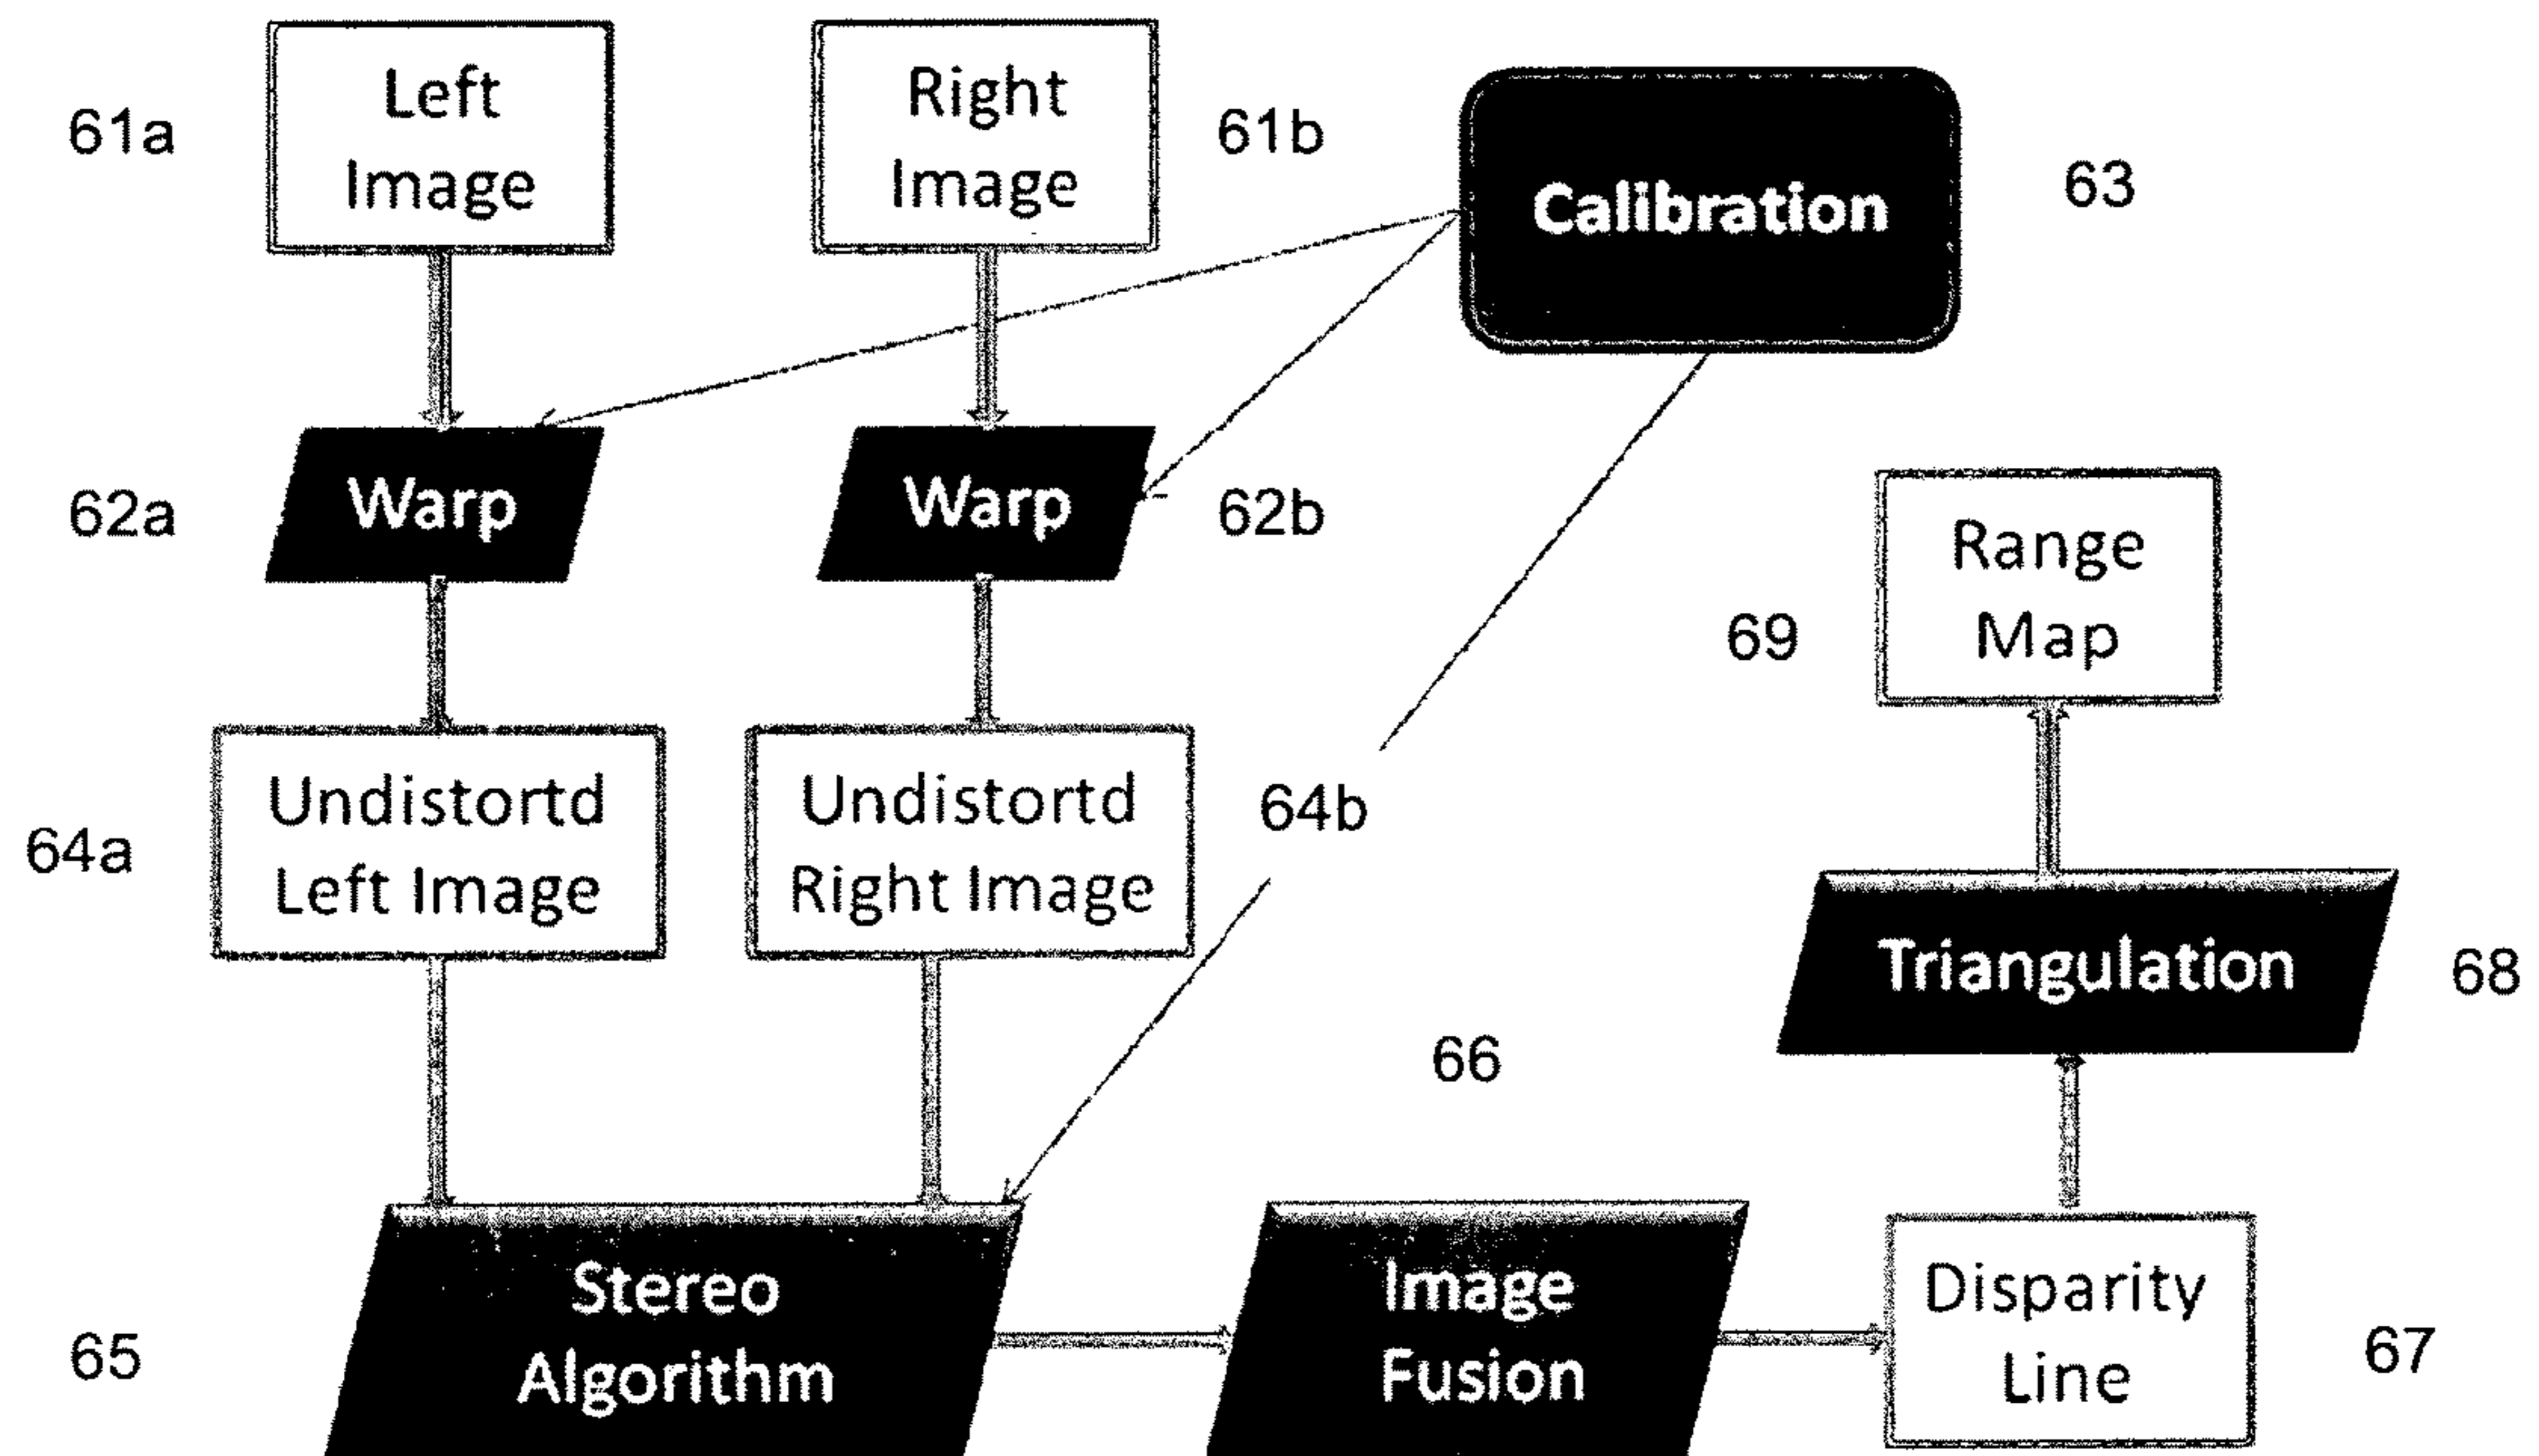 61a
Left
Image
Right
Image
61b
Calibration
63
62a
Warp
Warp
62b
Range
Map
69
64a
Undistortd
Left Image
Undistortd
Right Image
64b
Triangulation
68
66
65
Stereo
Algorithm
Image
Fusion
Disparity
Line
67